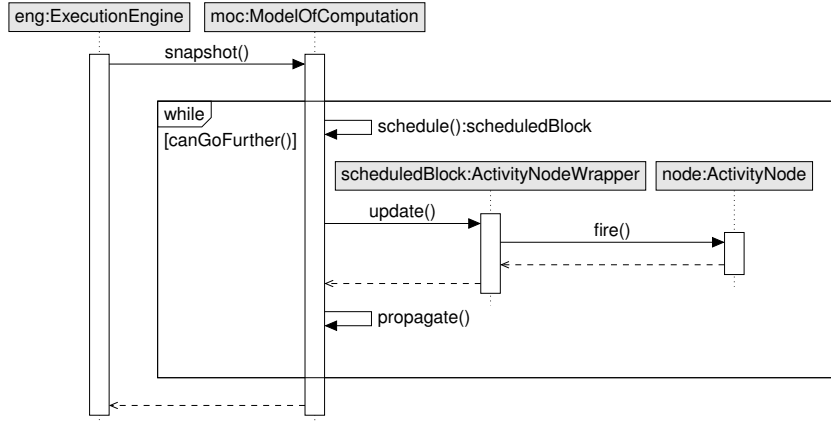 eng:ExecutionEngine moc:ModelOfComputation
snapshot()
while
schedule():scheduledBlock
[canGoFurther()]
scheduledBlock:ActivityNodeWrapper node:ActivityNode
update()
fire()
propagate()